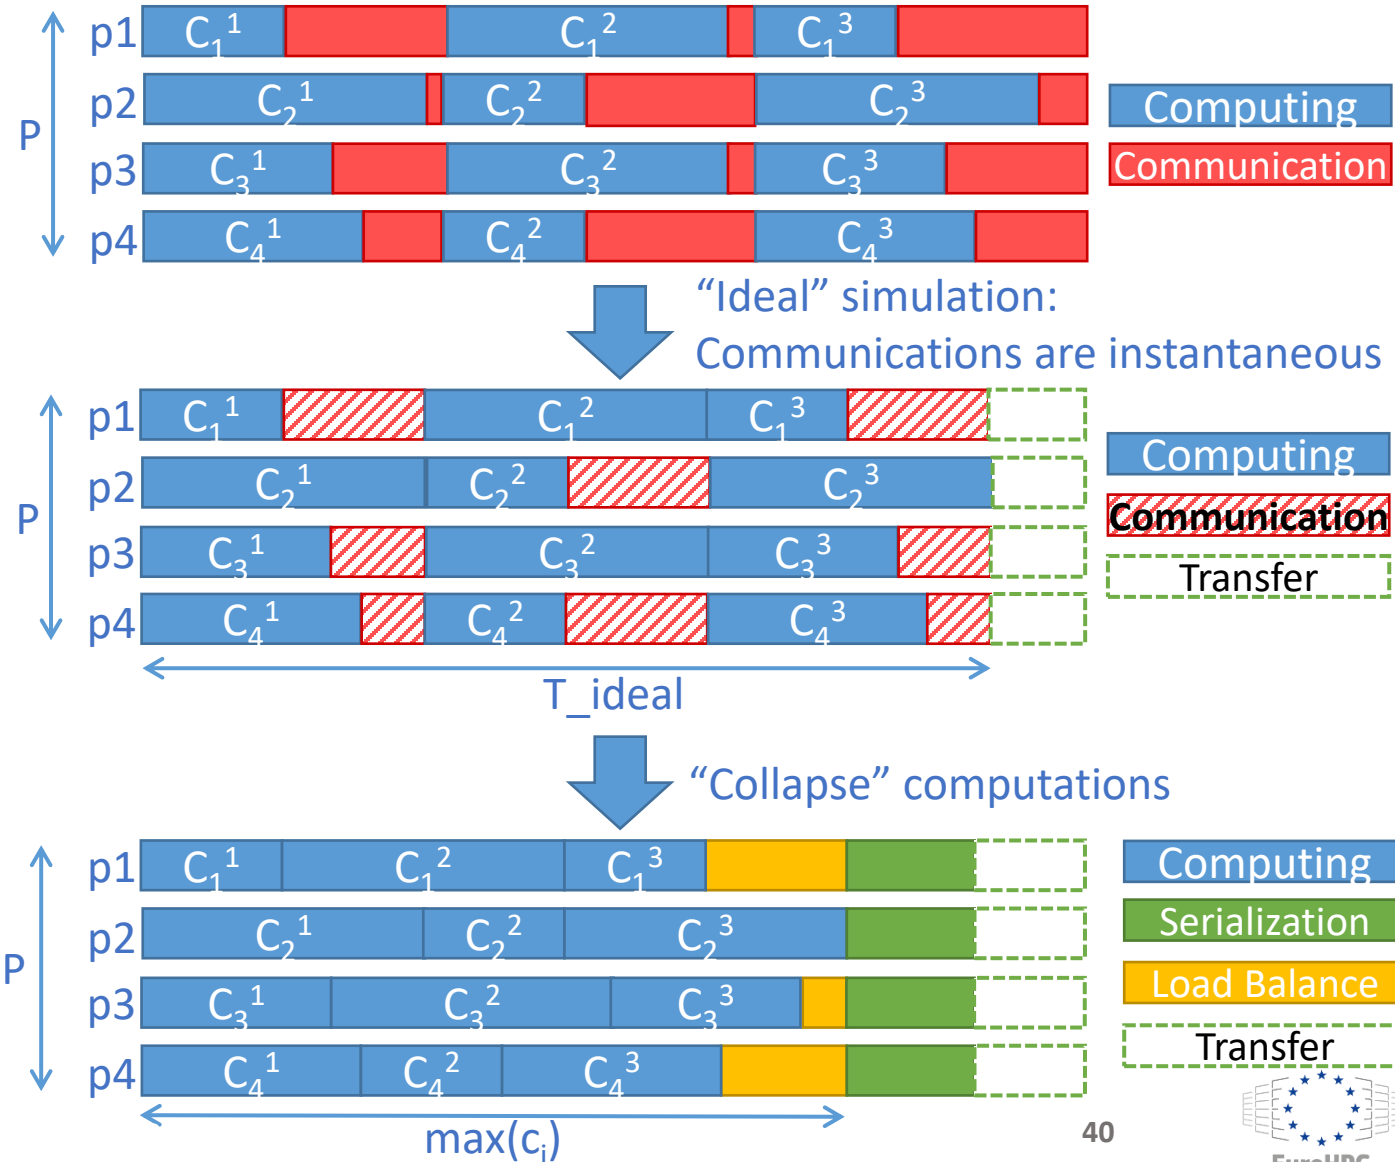 p1 C₁¹ C₁² C₁³
p2 C₂¹ C₂² C₂³
P
p3 C₃¹ C₃² C₃³
p4 C₄¹ C₄² C₄³
Computing
Communication
“Ideal” simulation:
Communications are instantaneous
p1 C₁¹ C₁² C₁³
p2 C₂¹ C₂² C₂³
P
p3 C₃¹ C₃² C₃³
p4 C₄¹ C₄² C₄³
Computing
Communication
Transfer
T_ideal
“Collapse” computations
p1 C₁¹ C₁² C₁³
p2 C₂¹ C₂² C₂³
P
p3 C₃¹ C₃² C₃³
p4 C₄¹ C₄² C₄³
Computing
Serialization
Load Balance
Transfer
max(cᵢ)
40
EuroHPC